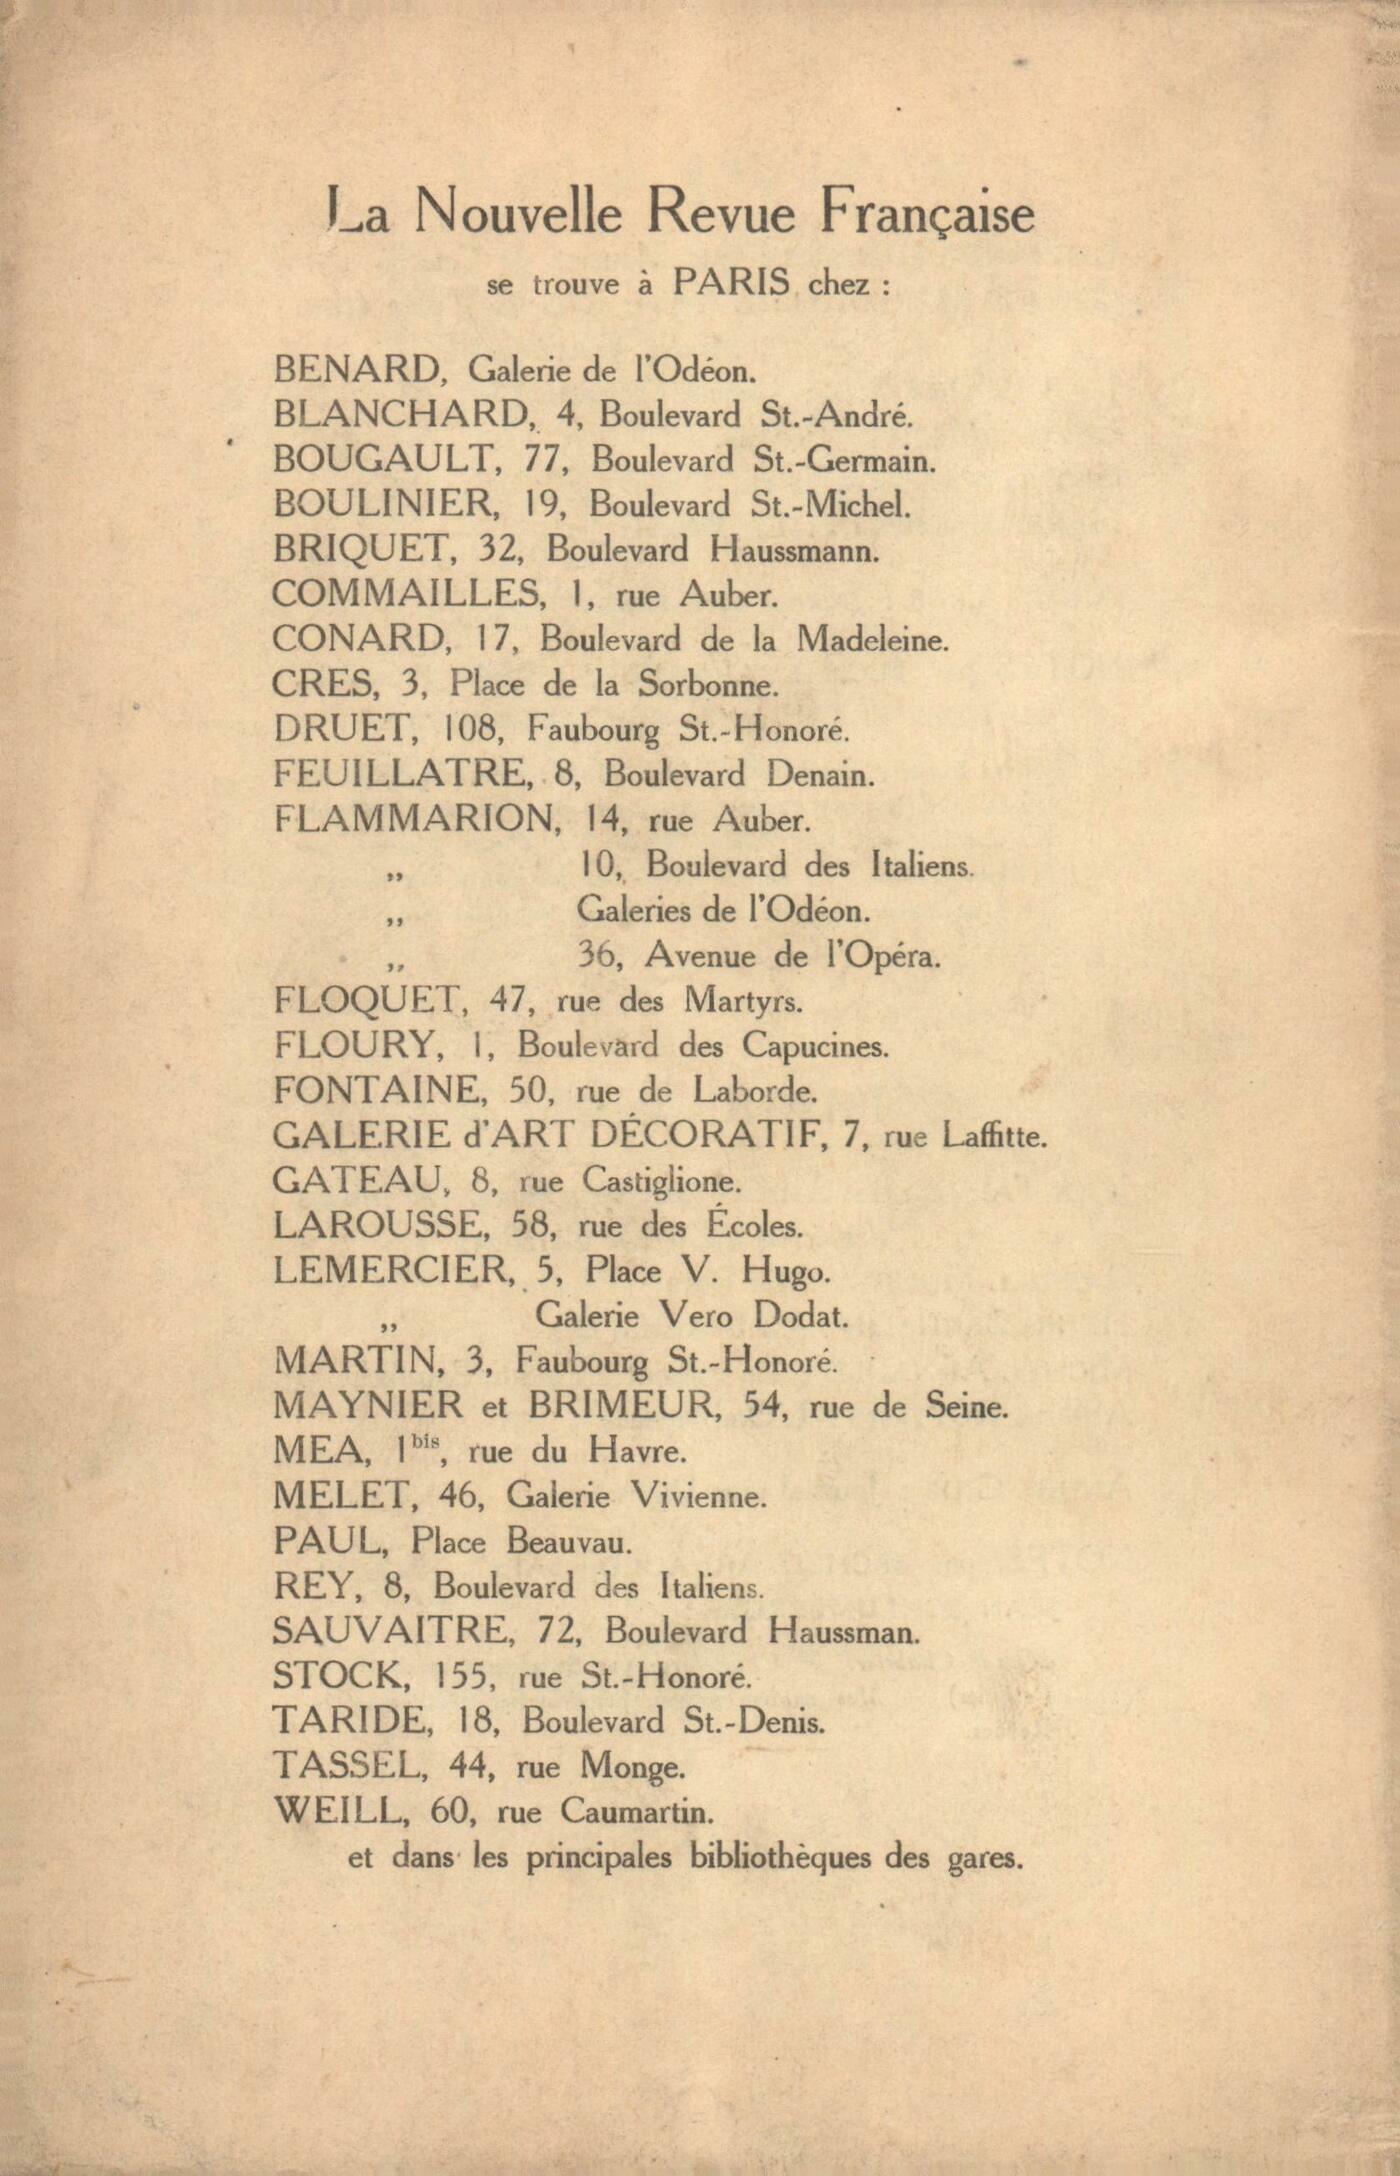 La Nouvelle Revue Française
se trouve à PARIS chez :
BENARD, Galerie de l'Odéon.
BLANCHARD, 4, Boulevard St.-André.
BOUGAULT, 77, Boulevard St.-Germain.
BOULINIER, 19, Boulevard St.-Michel.
BRIQUET, 32, Boulevard Haussmann.
COMMAILLES, 1, rue Auber.
CONARD, 17, Boulevard de la Madeleine.
CRES, 3, Place de la Sorbonne.
DRUET, 108, Faubourg St.-Honoré.
FEUILLATRE, 8, Boulevard Denain.
FLAMMARION, 14, rue Auber.
„ 10, Boulevard des Italiens.
„ Galeries de l'Odéon.
„ 36, Avenue de l'Opéra.
FLOQUET, 47, rue des Martyrs.
FLOURY, 1, Boulevard des Capucines.
FONTAINE, 50, rue de Laborde.
GALERIE d'ART DÉCORATIF, 7, rue Laffitte.
GATEAU, 8, rue Castiglione.
LAROUSSE, 58, rue des Écoles.
LEMERCIER, 5, Place V. Hugo.
„ Galerie Vero Dodat.
MARTIN, 3, Faubourg St.-Honoré.
MAYNIER et BRIMEUR, 54, rue de Seine.
MEA, 1bis, rue du Havre.
MELET, 46, Galerie Vivienne.
PAUL, Place Beauvau.
REY, 8, Boulevard des Italiens.
SAUVAITRE, 72, Boulevard Haussman.
STOCK, 155, rue St.-Honoré.
TARIDE, 18, Boulevard St.-Denis.
TASSEL, 44, rue Monge.
WEILL, 60, rue Caumartin.
et dans les principales bibliothèques des gares.